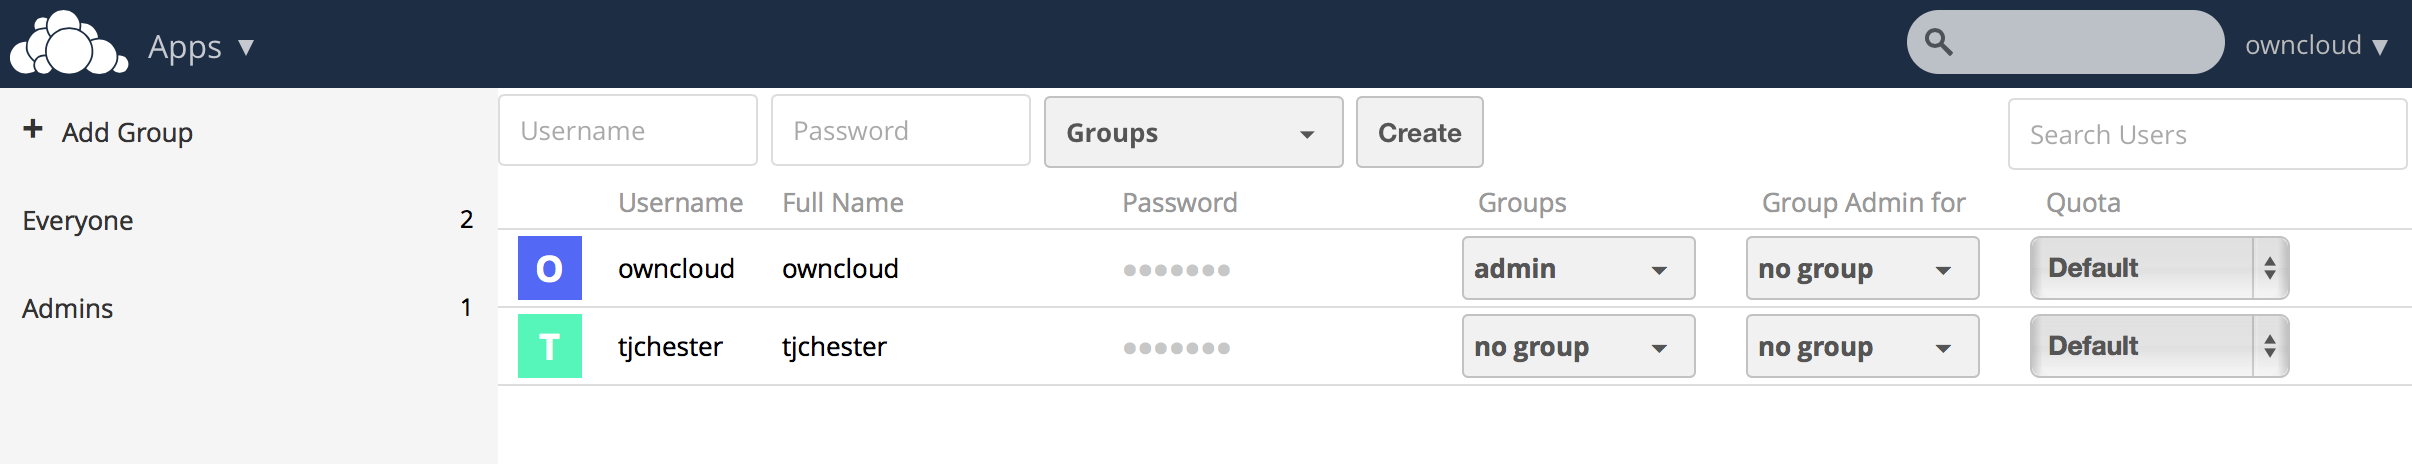 Apps ▼ owncloud ▼
+ Add Group Username Password Groups Create Search Users
Username Full Name Password Groups Group Admin for Quota
Everyone 2
O owncloud owncloud ●●●●●●● admin no group Default
Admins 1
T tjchester tjchester ●●●●●●● no group no group Default